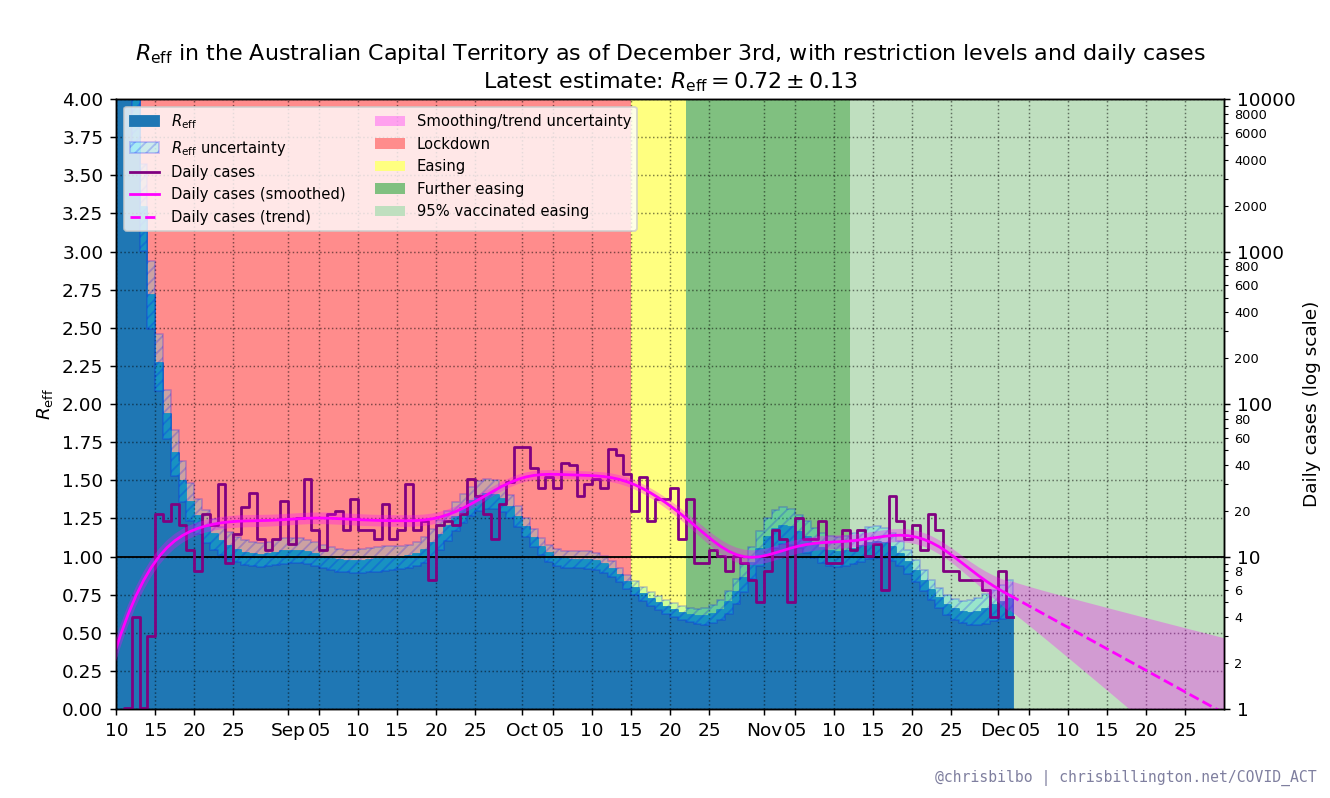 Reff in the Australian Capital Territory as of December 3rd, with restriction levels and daily cases
Latest estimate: Reff = 0.72 ± 0.13
Reff
Reff uncertainty
Daily cases
Daily cases (smoothed)
Daily cases (trend)
Smoothing/trend uncertainty
Lockdown
Easing
Further easing
95% vaccinated easing
Reff
4.00
3.75
3.50
3.25
3.00
2.75
2.50
2.25
2.00
1.75
1.50
1.25
1.00
0.75
0.50
0.25
0.00
10000
8000
6000
4000
2000
1000
800
600
400
200
100
80
60
40
20
10
8
6
4
2
1
Daily cases (log scale)
10 15 20 25 Sep 05 10 15 20 25 Oct 05 10 15 20 25 Nov 05 10 15 20 25 Dec 05 10 15 20 25
@chrisbilbo | chrisbillington.net/COVID_ACT